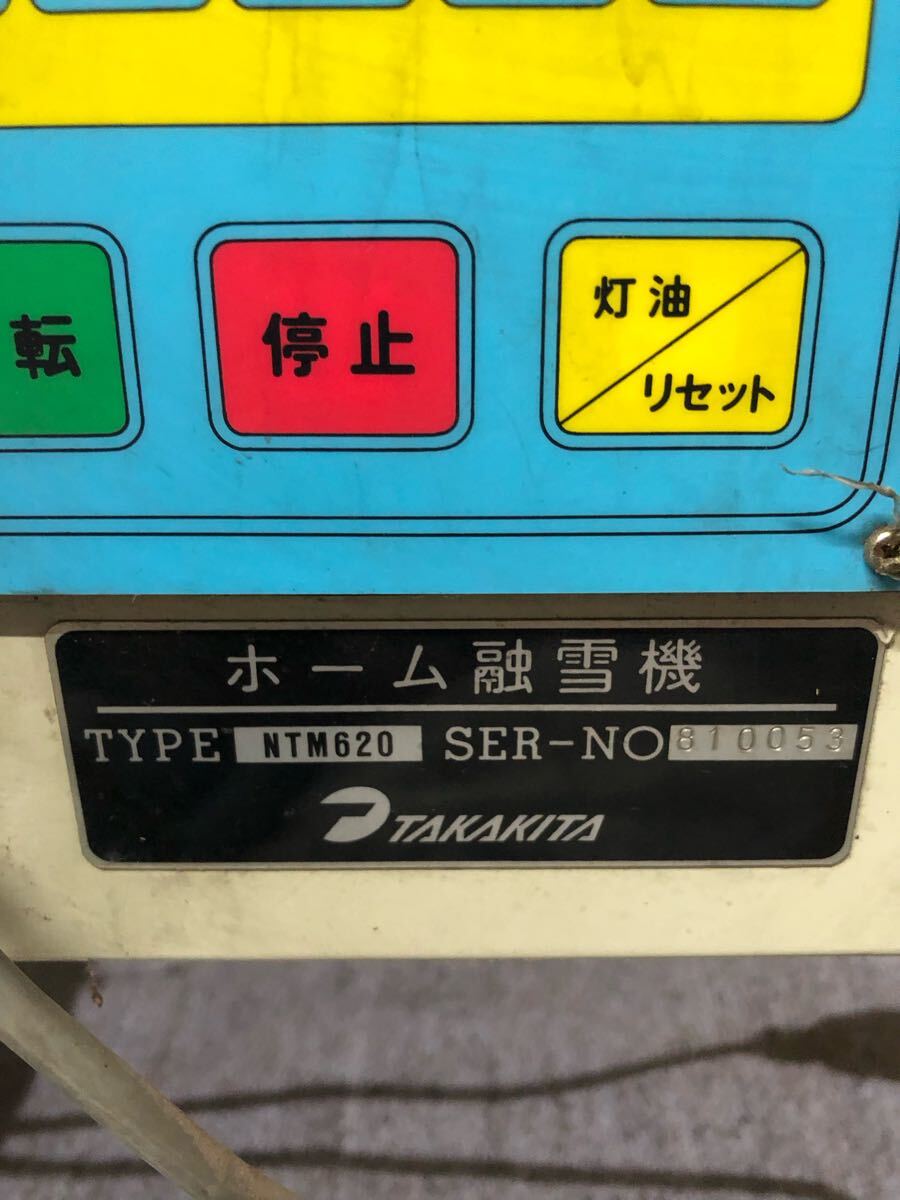 転
停止
灯油
リセット
ホーム融雪機
TYPE NTM620 SER-NO 810053
TAKAKITA